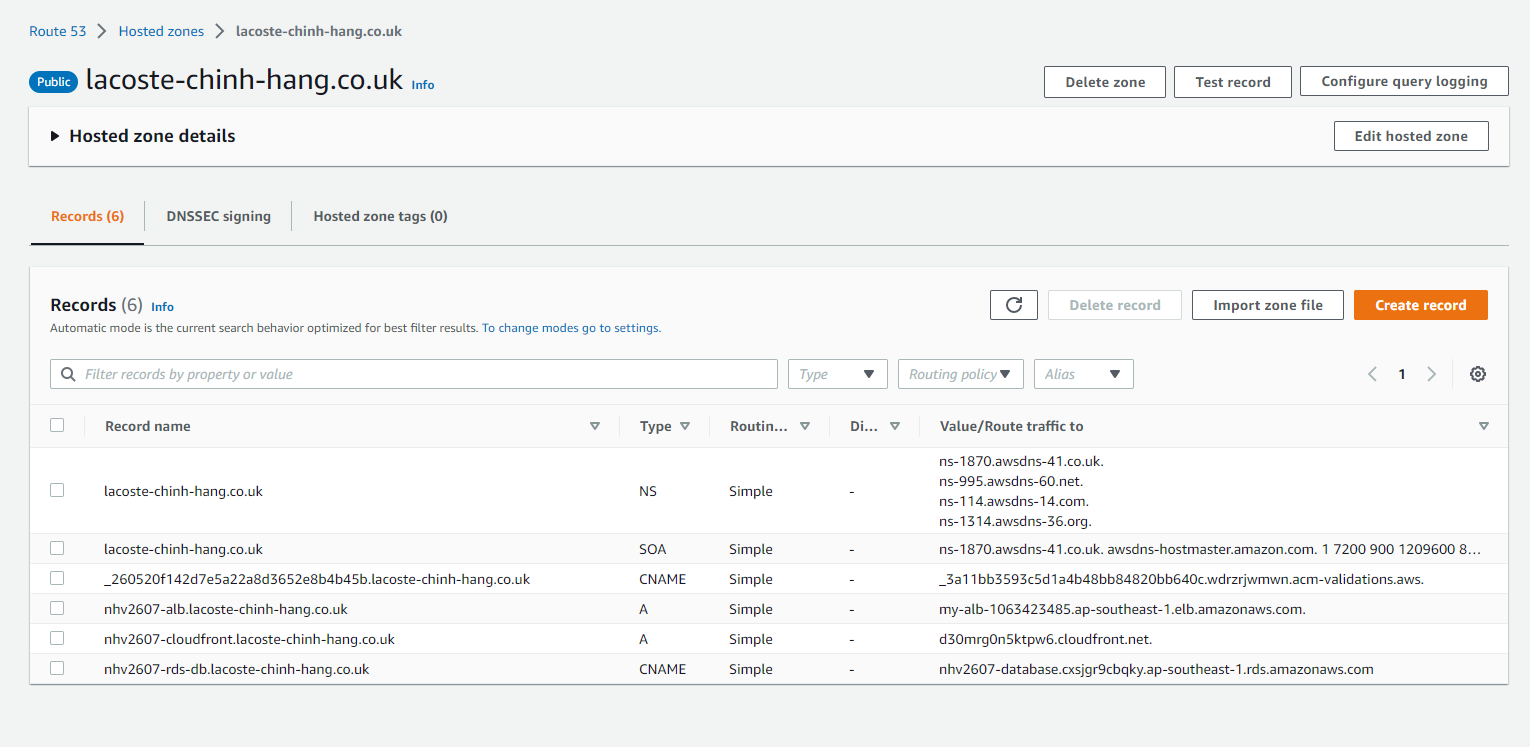 Route 53 > Hosted zones > lacoste-chinh-hang.co.uk
Public lacoste-chinh-hang.co.uk Info
Delete zone Test record Configure query logging
Hosted zone details Edit hosted zone
Records (6) DNSSEC signing Hosted zone tags (0)
Records (6) Info Delete record Import zone file Create record
Automatic mode is the current search behavior optimized for best filter results. To change modes go to settings.
Filter records by property or value Type Routing policy Alias 1
Record name Type Routin... Di... Value/Route traffic to
ns-1870.awsdns-41.co.uk.
ns-995.awsdns-60.net.
lacoste-chinh-hang.co.uk NS Simple -
ns-114.awsdns-14.com.
ns-1314.awsdns-36.org.
lacoste-chinh-hang.co.uk SOA Simple - ns-1870.awsdns-41.co.uk. awsdns-hostmaster.amazon.com. 1 7200 900 1209600 8...
_260520f142d7e5a22a8d3652e8b4b45b.lacoste-chinh-hang.co.uk CNAME Simple - _3a11bb3593c5d1a4b48bb84820bb640c.wdrzrjwmwn.acm-validations.aws.
nhv2607-alb.lacoste-chinh-hang.co.uk A Simple - my-alb-1063423485.ap-southeast-1.elb.amazonaws.com.
nhv2607-cloudfront.lacoste-chinh-hang.co.uk A Simple - d30mrg0n5ktpw6.cloudfront.net.
nhv2607-rds-db.lacoste-chinh-hang.co.uk CNAME Simple - nhv2607-database.cxsjgr9cbqky.ap-southeast-1.rds.amazonaws.com